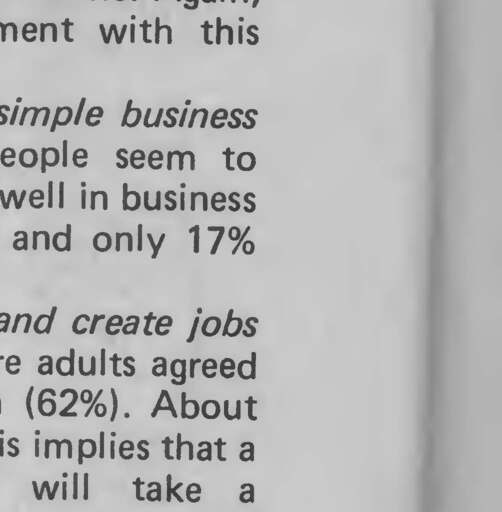 ment with this
simple business
eople seem to
well in business
and only 17%
and create jobs
re adults agreed
(62%). About
is implies that a
will take a